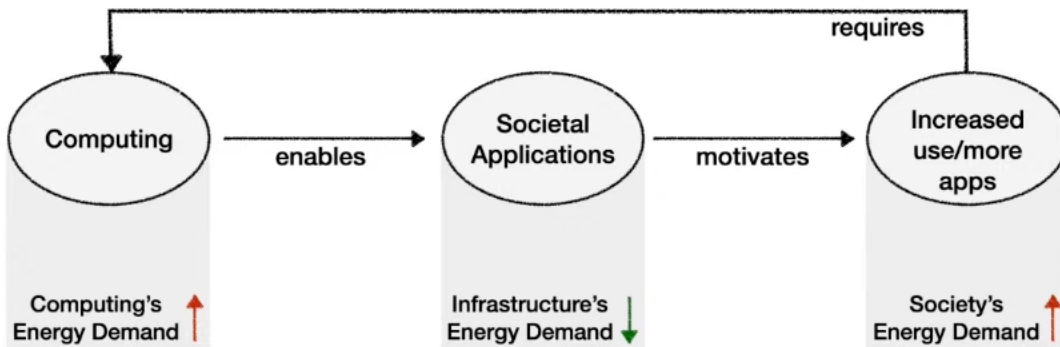 requires
Computing
enables
Societal
Applications
motivates
Increased
use/more
apps
Computing's
Energy Demand
Infrastructure's
Energy Demand
Society's
Energy Demand